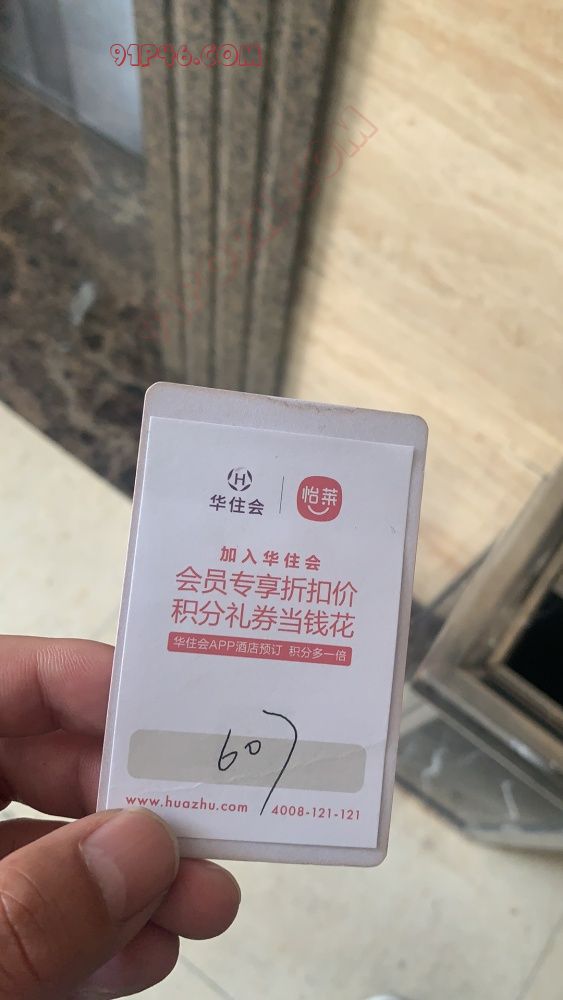 91P46.COM
H
华住会
怡莱
加入华住会
会员专享折扣价
积分礼券当钱花
华住会APP酒店预订 积分多一倍
607
www.huazhu.com 4008-121-121